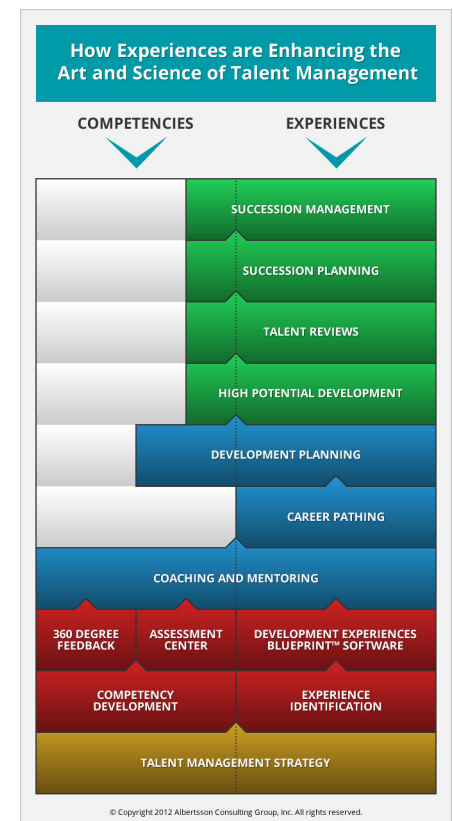 How Experiences are Enhancing the
Art and Science of Talent Management
COMPETENCIES
EXPERIENCES
SUCCESSION MANAGEMENT
SUCCESSION PLANNING
TALENT REVIEWS
HIGH POTENTIAL DEVELOPMENT
DEVELOPMENT PLANNING
CAREER PATHING
COACHING AND MENTORING
360 DEGREE
FEEDBACK
ASSESSMENT
CENTER
DEVELOPMENT EXPERIENCES
BLUEPRINT™ SOFTWARE
COMPETENCY
DEVELOPMENT
EXPERIENCE
IDENTIFICATION
TALENT MANAGEMENT STRATEGY
© Copyright 2012 Albertsson Consulting Group, Inc. All rights reserved.